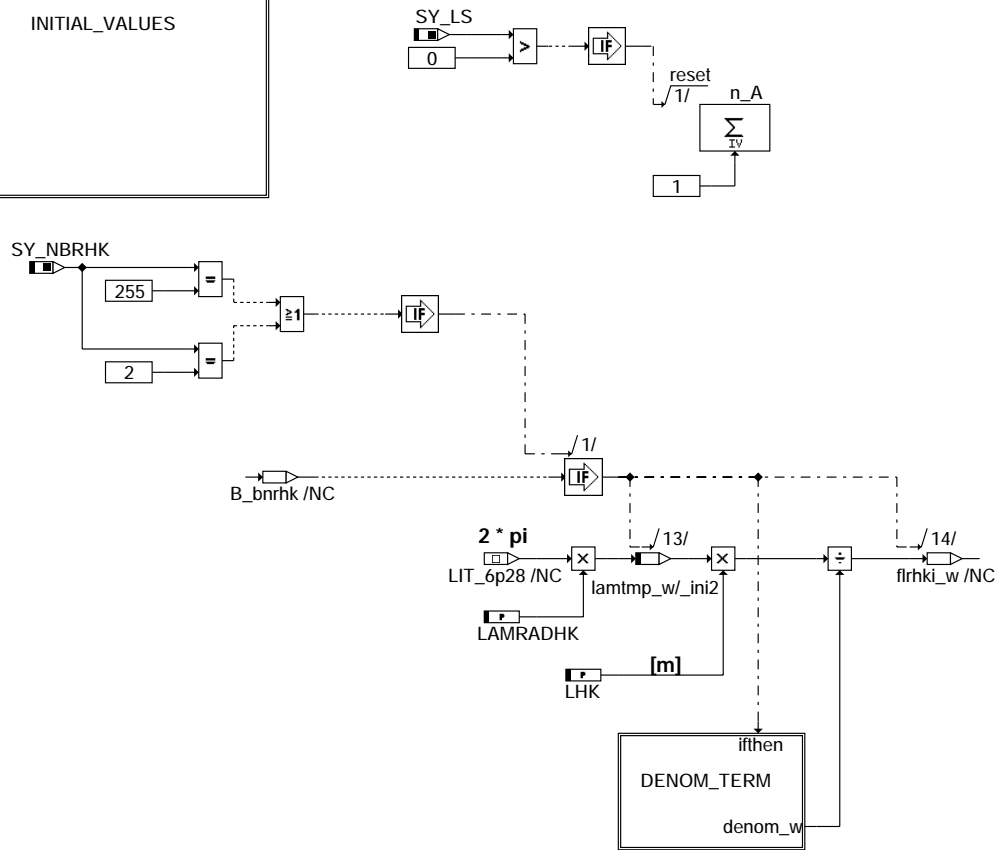 INITIAL_VALUES
SY_LS
0
>
IF
reset
1/
n_A
Σ
IV
1
SY_NBRHK
255
=
≥1
IF
2
=
1/
B_bnrhk /NC
IF
2 * pi
LIT_6p28 /NC
×
13/
lamtmp_w/_ini2
×
÷
14/
flrhki_w /NC
P
LAMRADHK
P
LHK
[m]
ifthen
DENOM_TERM
denom_w